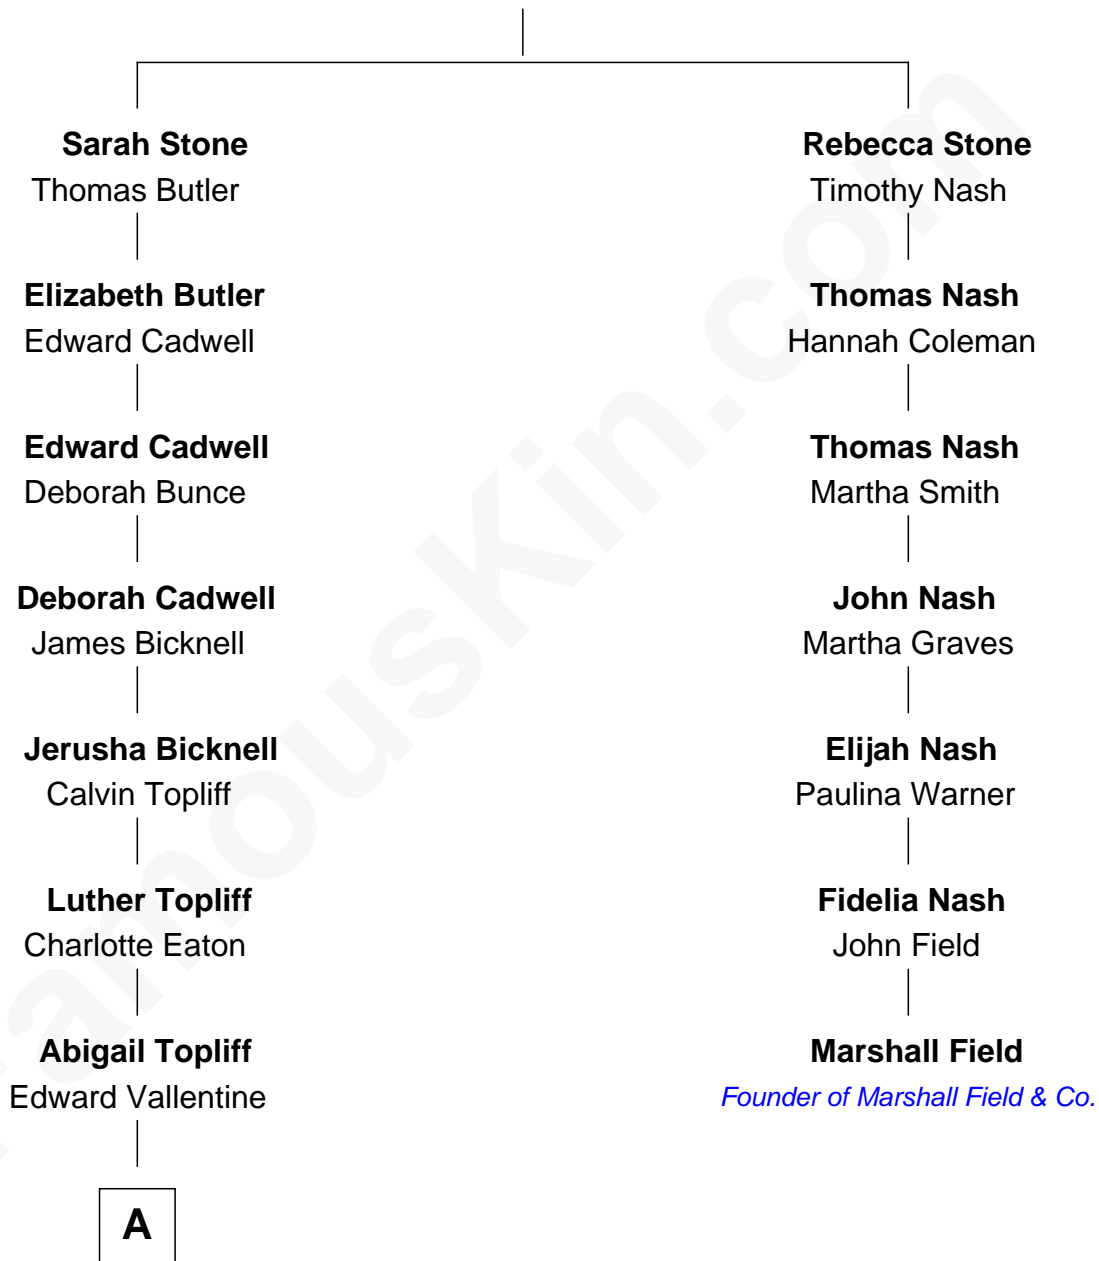 Sarah Stone
Thomas Butler
Rebecca Stone
Timothy Nash
Elizabeth Butler
Edward Cadwell
Thomas Nash
Hannah Coleman
Edward Cadwell
Deborah Bunce
Thomas Nash
Martha Smith
Deborah Cadwell
James Bicknell
John Nash
Martha Graves
Jerusha Bicknell
Calvin Topliff
Elijah Nash
Paulina Warner
Luther Topliff
Charlotte Eaton
Fidelia Nash
John Field
Abigail Topliff
Edward Vallentine
Marshall Field
Founder of Marshall Field & Co.
A
FamousKin.com